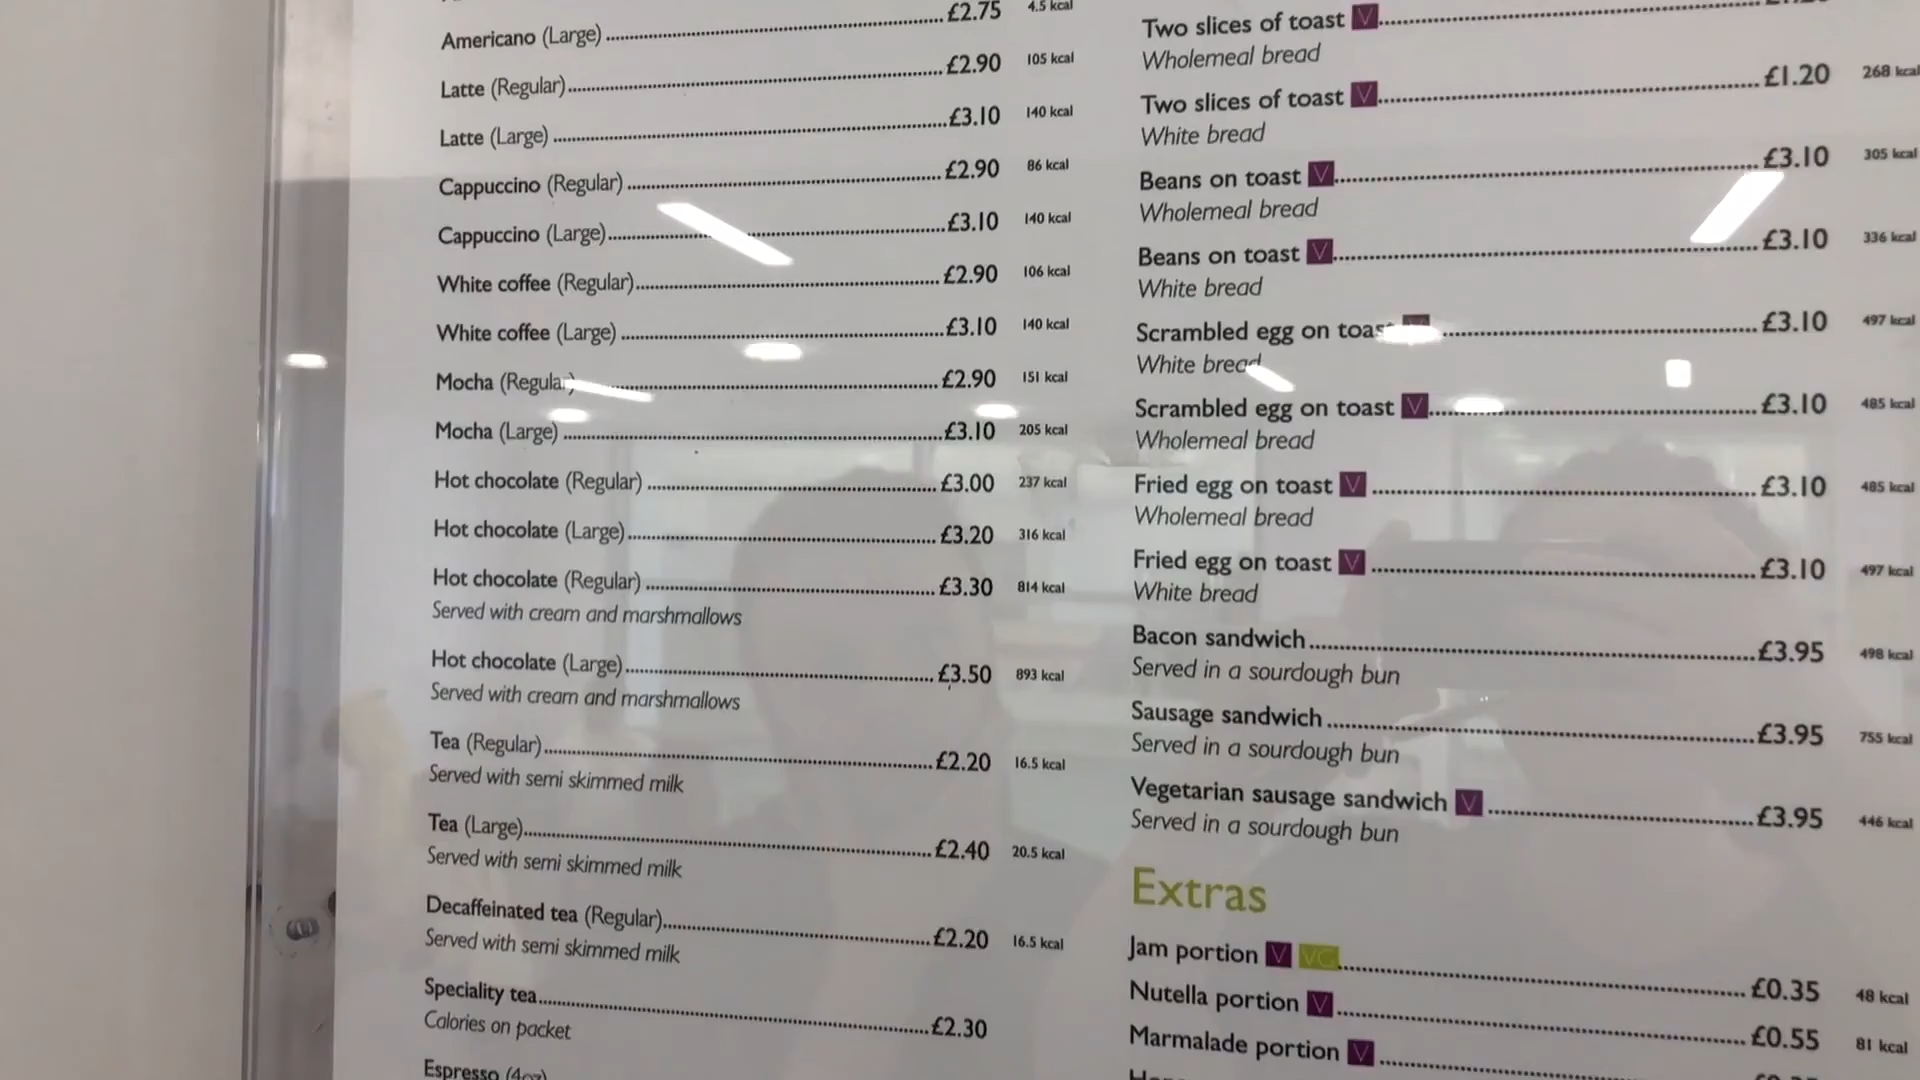 Americano (Large) £2.75 4.5 kcal
Latte (Regular) £2.90 105 kcal
Latte (Large) £3.10 140 kcal
Cappuccino (Regular) £2.90 86 kcal
Cappuccino (Large) £3.10 140 kcal
White coffee (Regular) £2.90 106 kcal
White coffee (Large) £3.10 140 kcal
Mocha (Regular) £2.90 151 kcal
Mocha (Large) £3.10 205 kcal
Hot chocolate (Regular) £3.00 237 kcal
Hot chocolate (Large) £3.20 316 kcal
Hot chocolate (Regular) £3.30 814 kcal
Served with cream and marshmallows
Hot chocolate (Large) £3.50 893 kcal
Served with cream and marshmallows
Tea (Regular) £2.20 16.5 kcal
Served with semi skimmed milk
Tea (Large) £2.40 20.5 kcal
Served with semi skimmed milk
Decaffeinated tea (Regular) £2.20 16.5 kcal
Served with semi skimmed milk
Speciality tea £2.30
Calories on packet
Espresso (4oz)
Two slices of toast V
Wholemeal bread
Two slices of toast V £1.20 268 kcal
White bread
Beans on toast V £3.10 305 kcal
Wholemeal bread
Beans on toast V £3.10 336 kcal
White bread
Scrambled egg on toast £3.10 497 kcal
White bread
Scrambled egg on toast V £3.10 485 kcal
Wholemeal bread
Fried egg on toast V £3.10 485 kcal
Wholemeal bread
Fried egg on toast V £3.10 497 kcal
White bread
Bacon sandwich £3.95 498 kcal
Served in a sourdough bun
Sausage sandwich £3.95 755 kcal
Served in a sourdough bun
Vegetarian sausage sandwich V £3.95 446 kcal
Served in a sourdough bun
Extras
Jam portion V VG £0.35 48 kcal
Nutella portion V £0.55 81 kcal
Marmalade portion V